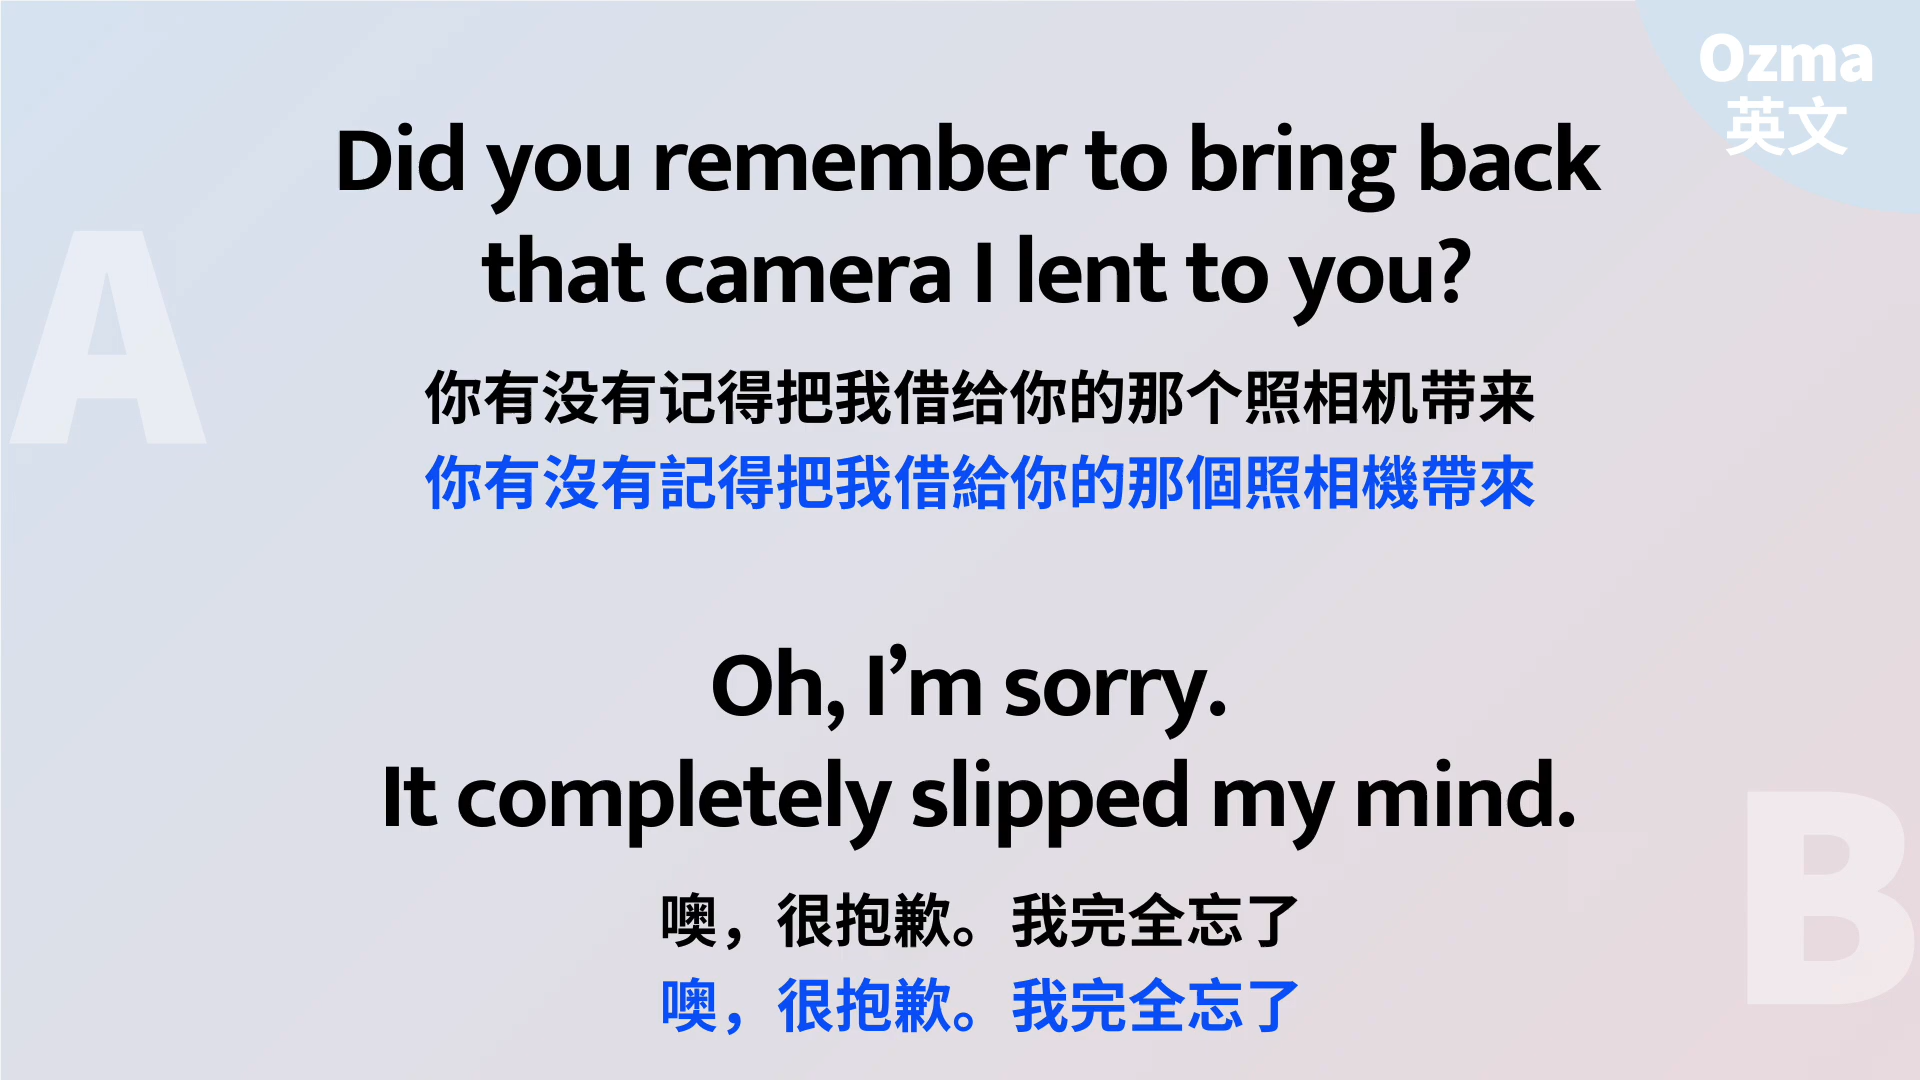 Ozma
英文
A
Did you remember to bring back
that camera I lent to you?
你有没有记得把我借给你的那个照相机带来
你有沒有記得把我借給你的那個照相機帶來
Oh, I’m sorry.
It completely slipped my mind.
噢，很抱歉。我完全忘了
噢，很抱歉。我完全忘了
B